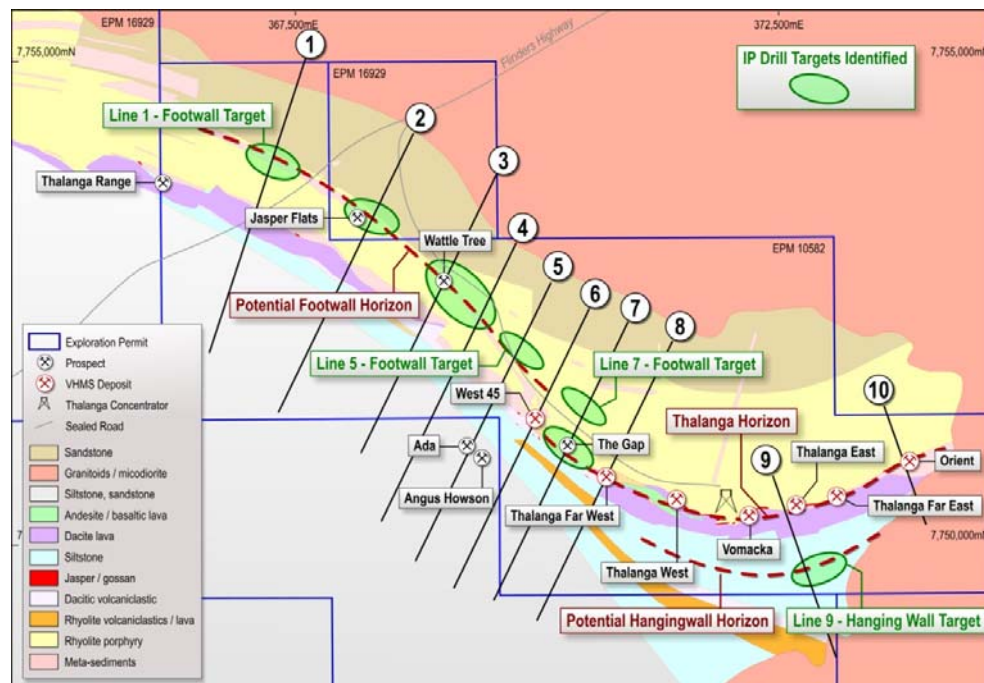 EPM 16929
367,500mE
372,500mE
7,755,000mN
7,755,000mN
1
EPM 16929
Flinders Highway
IP Drill Targets Identified
Line 1 - Footwall Target
2
3
Thalanga Range
Jasper Flats
Wattle Tree
4
EPM 10582
5
Potential Footwall Horizon
6
7
8
Line 5 - Footwall Target
Line 7 - Footwall Target
West 45
Thalanga Horizon
10
Ada
The Gap
9
Thalanga East
Orient
Angus Howson
Thalanga Far West
Thalanga Far East
Vomacka
7,750,000mN
Thalanga West
Potential Hangingwall Horizon
Line 9 - Hanging Wall Target
Exploration Permit
Prospect
VHMS Deposit
Thalanga Concentrator
Sealed Road
Sandstone
Granitoids / micodiorite
Siltstone, sandstone
Andesite / basaltic lava
Dacite lava
Siltstone
Jasper / gossan
Dacitic volcaniclastic
Rhyolite volcaniclastics / lava
Rhyolite porphyry
Meta-sediments